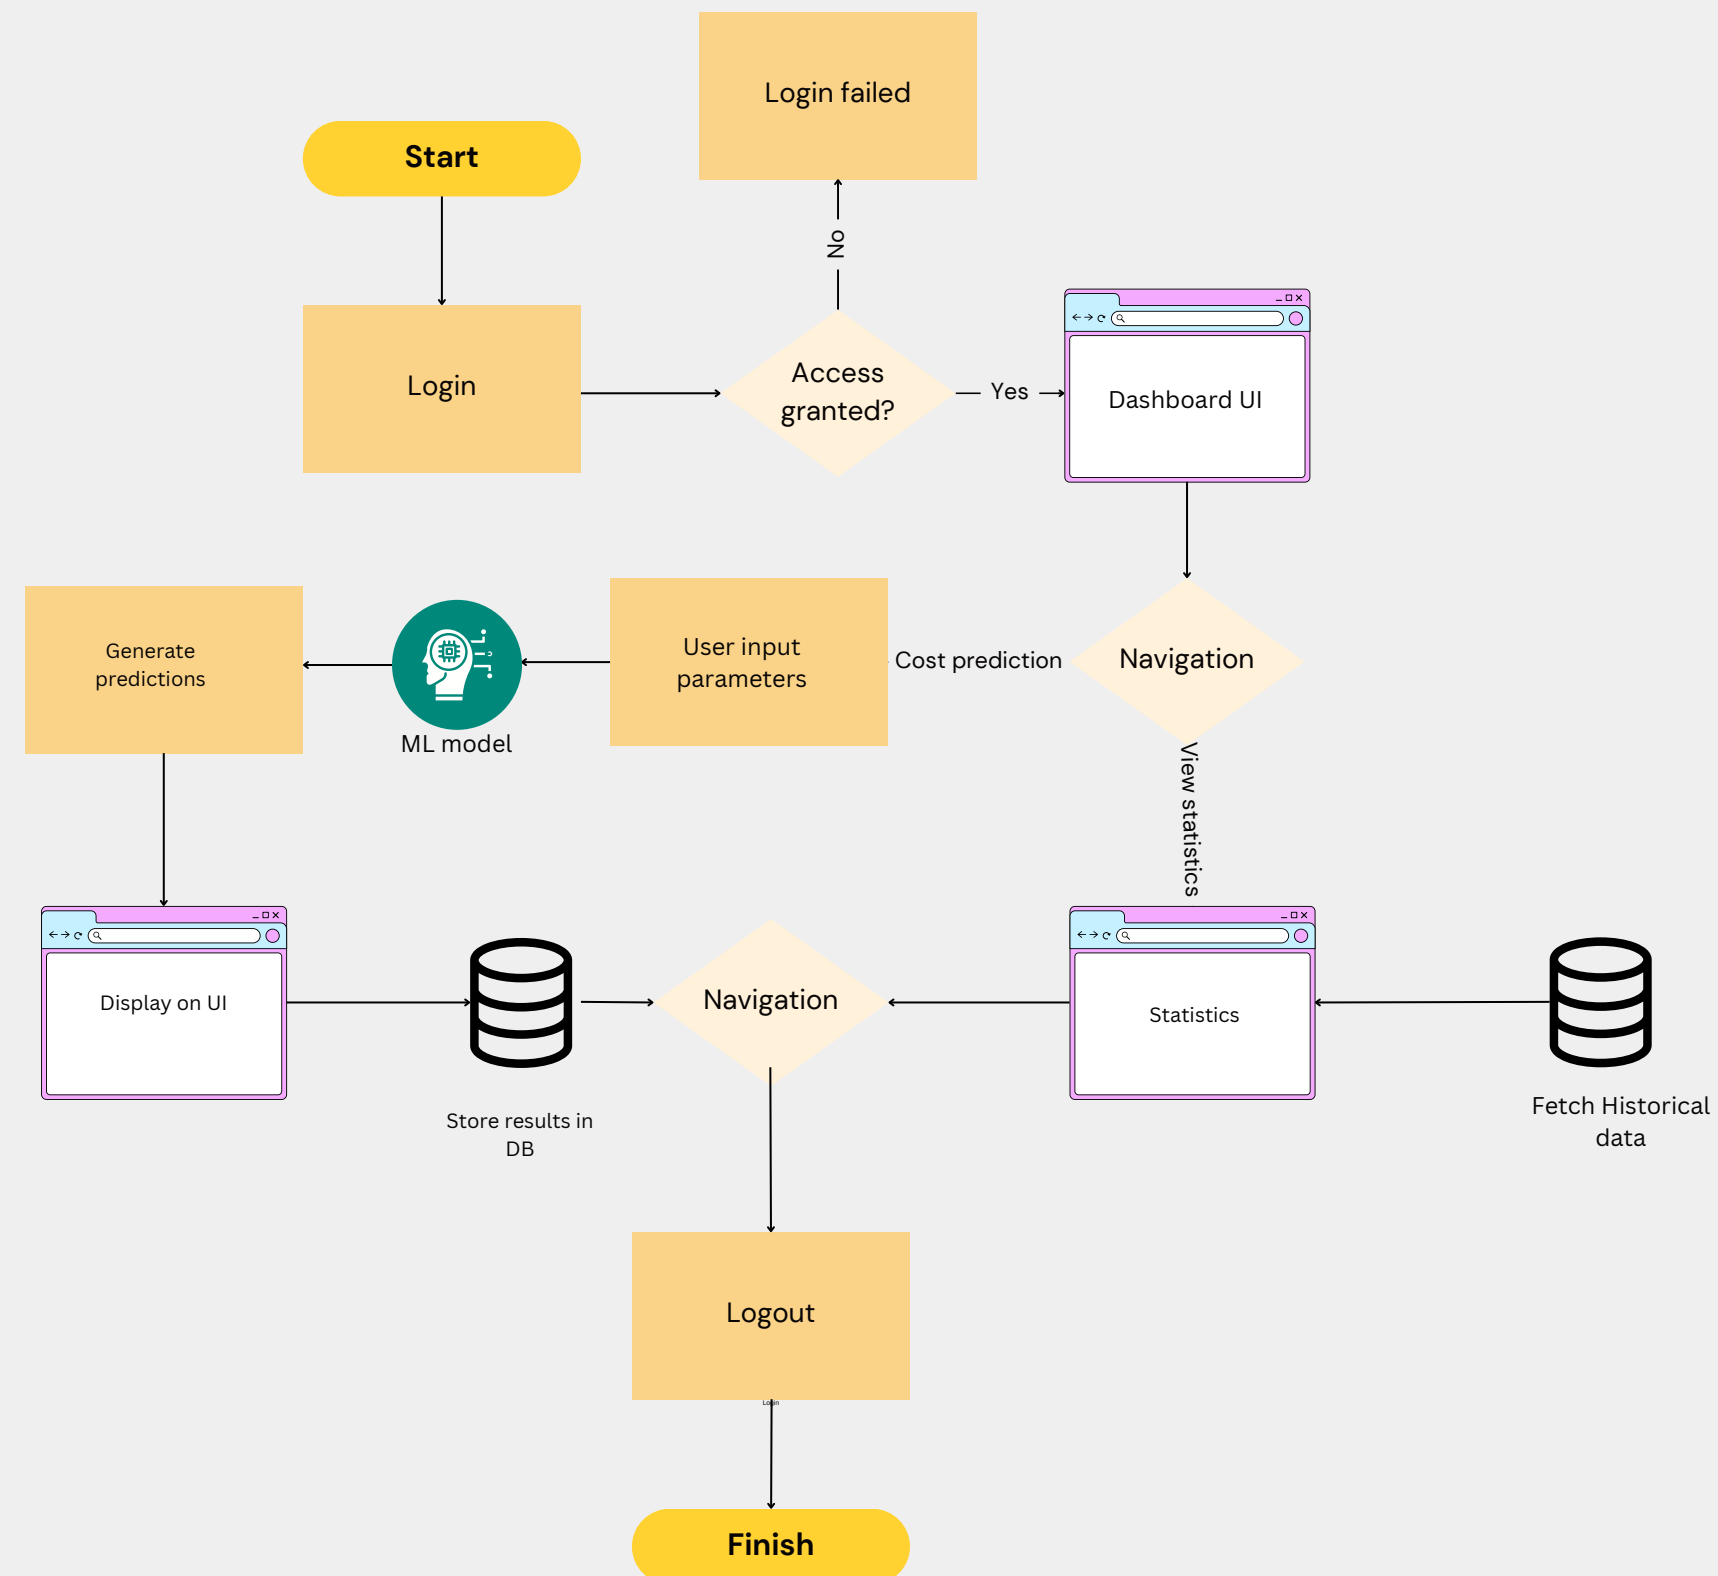 Login failed
Start
No
Login
Access
granted?
Yes
Dashboard UI
Generate
predictions
ML model
User input
parameters
Cost prediction
Navigation
View statistics
Display on UI
Store results in
DB
Navigation
Statistics
Fetch Historical
data
Logout
Login
Finish